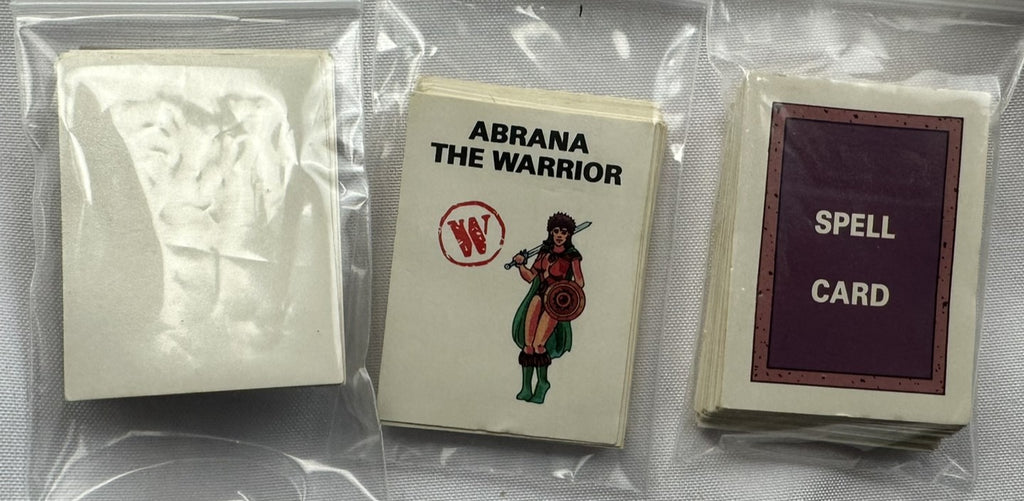 ABRANA
THE WARRIOR
W
SPELL
CARD